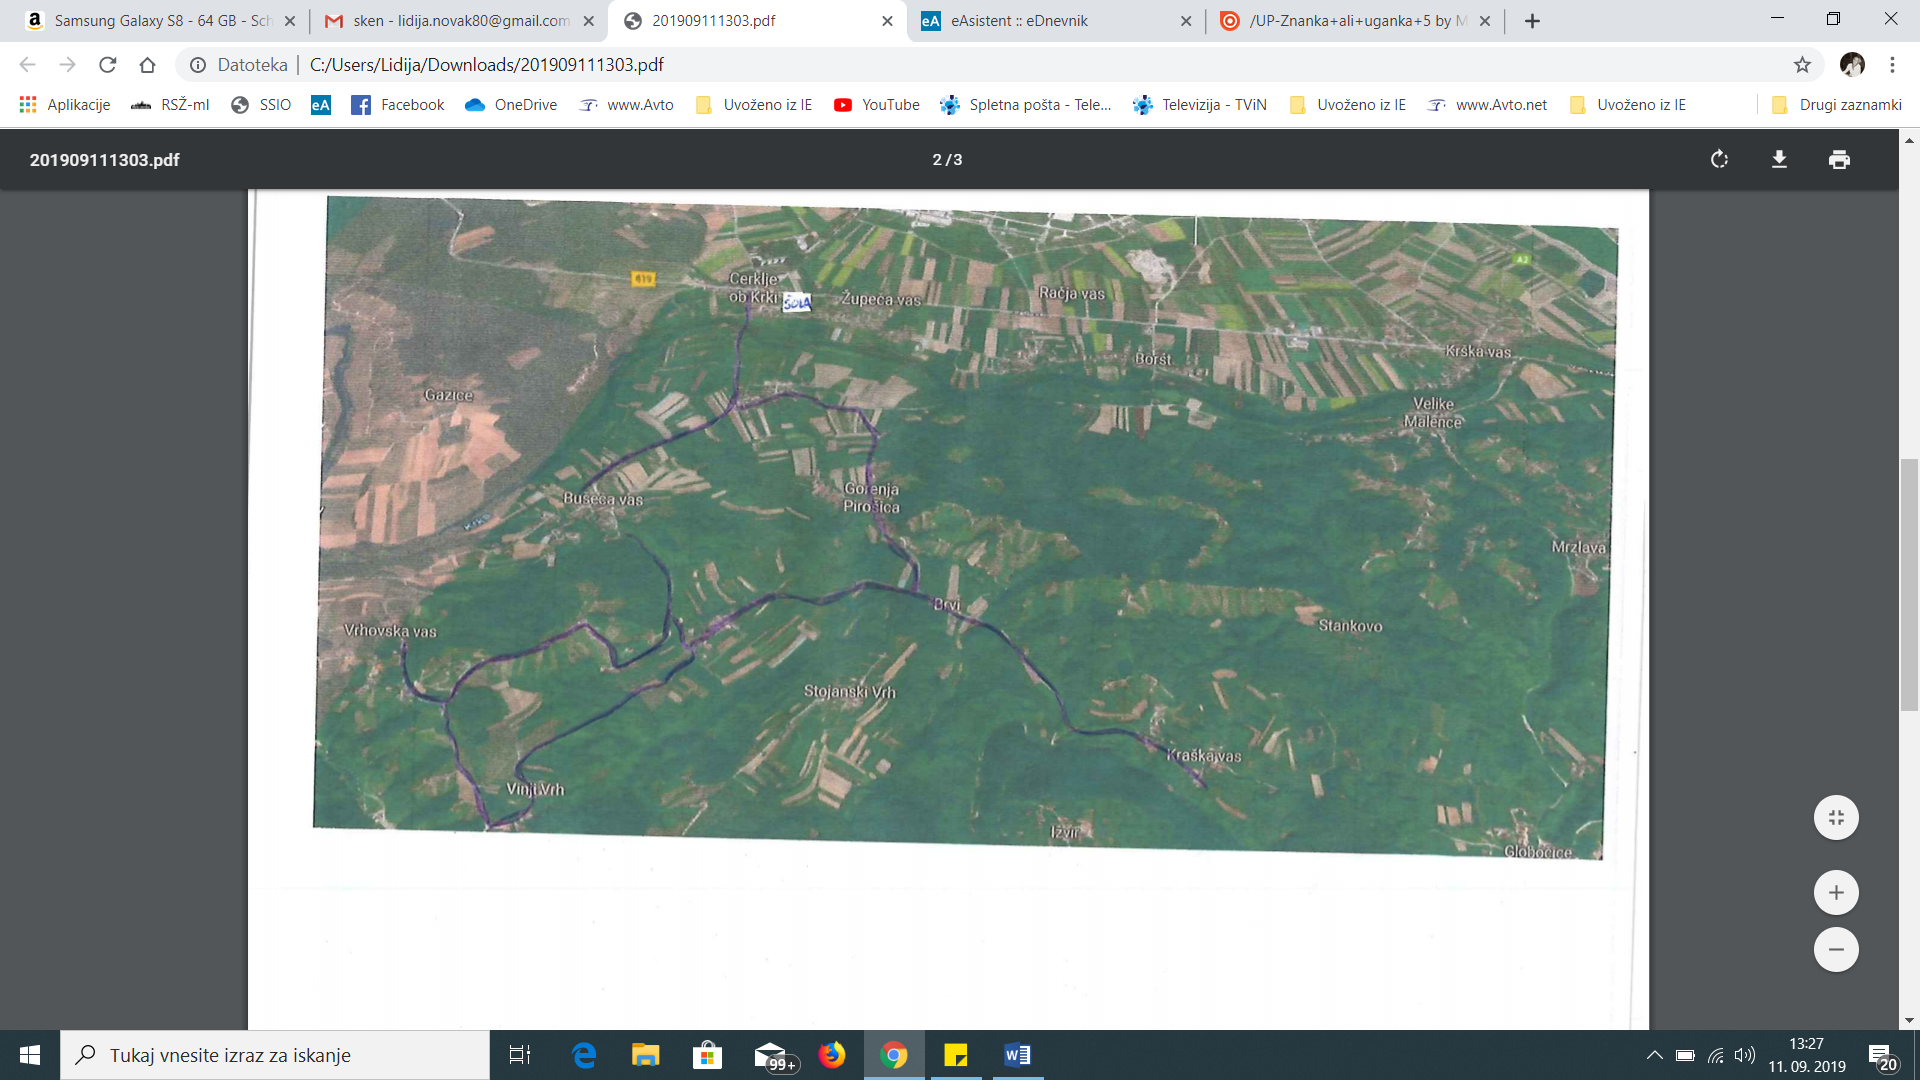 Samsung Galaxy S8 - 64 GB - Sch
sken - lidija.novak80@gmail.com
201909111303.pdf
eAsistent :: eDnevnik
/UP-Znanka+ali+uganka+5 by M
Datoteka
C:/Users/Lidija/Downloads/201909111303.pdf
Aplikacije
RSŽ-ml
SSIO
eA
Facebook
OneDrive
www.Avto
Uvoženo iz IE
YouTube
Spletna pošta - Tele...
Televizija - TViN
Uvoženo iz IE
www.Avto.net
Uvoženo iz IE
Drugi zaznamki
201909111303.pdf
2 / 3
419
A2
Cerklje
ob Krki
ŠOLA
Župeča vas
Račja vas
Boršt
Krška vas
Gazice
Velike
Malence
Bušeča vas
Gorenja
Pirošica
Krka
Mrzlava
Brvi
Stankovo
Vrhovska vas
Stojanski Vrh
Kraška vas
Vinji Vrh
Izvir
Globočice
Tukaj vnesite izraz za iskanje
99+
13:27
11. 09. 2019
20